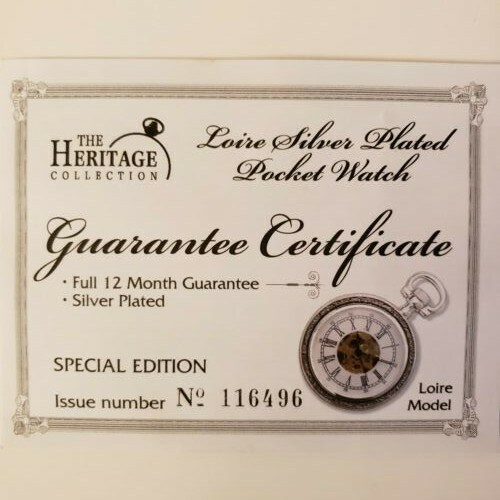 THE
HERITAGE
COLLECTION
Loire Silver Plated
Pocket Watch
Guarantee Certificate
· Full 12 Month Guarantee
· Silver Plated
SPECIAL EDITION
Issue number Nº 116496
Loire
Model